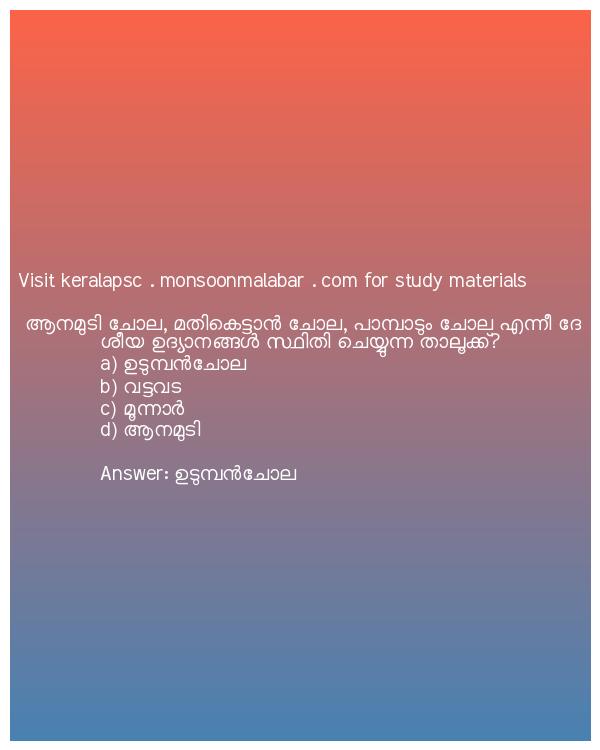 Visit keralapsc . monsoonmalabar . com for study materials
ആനമുടി ചോല, മതികെട്ടാൻ ചോല, പാമ്പാടും ചോല എന്നീ ദേ
ശീയ ഉദ്യാനങ്ങൾ സ്ഥിതി ചെയ്യുന്ന താലൂക്ക്?
a) ഉടുമ്പൻചോല
b) വട്ടവട
c) മൂന്നാർ
d) ആനമുടി
Answer: ഉടുമ്പൻചോല